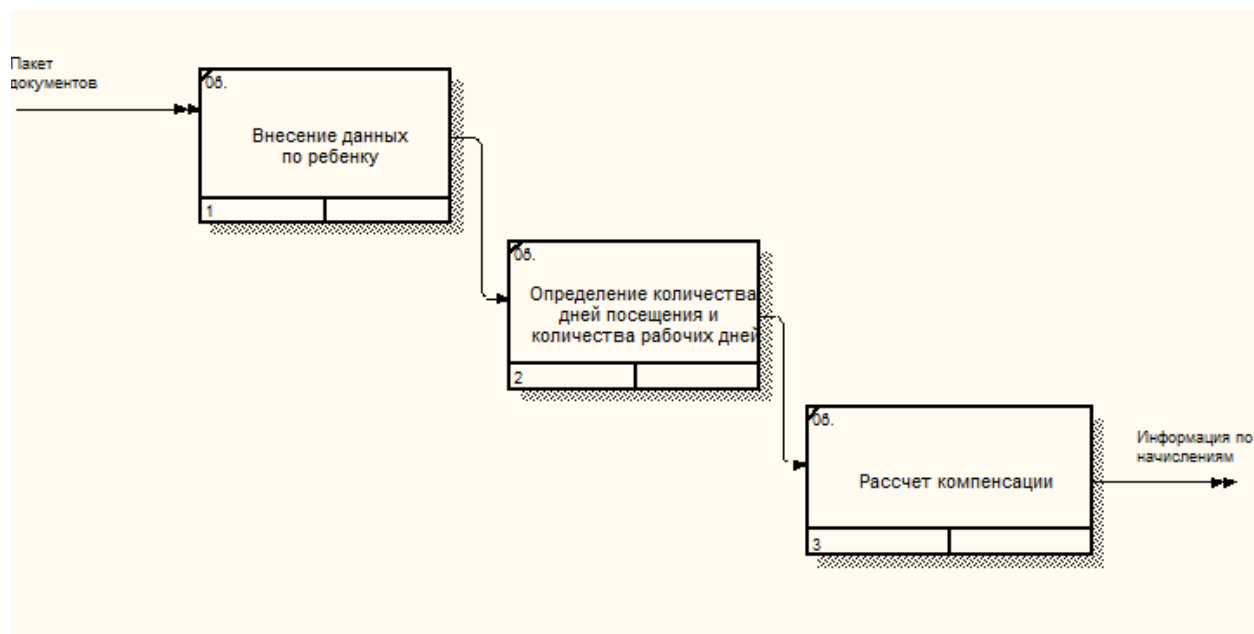 Пакет
документов
0б.
Внесение данных
по ребенку
1
0б.
Определение количества
дней посещения и
количества рабочих дней
2
0б.
Рассчет компенсации
3
Информация по
начислениям